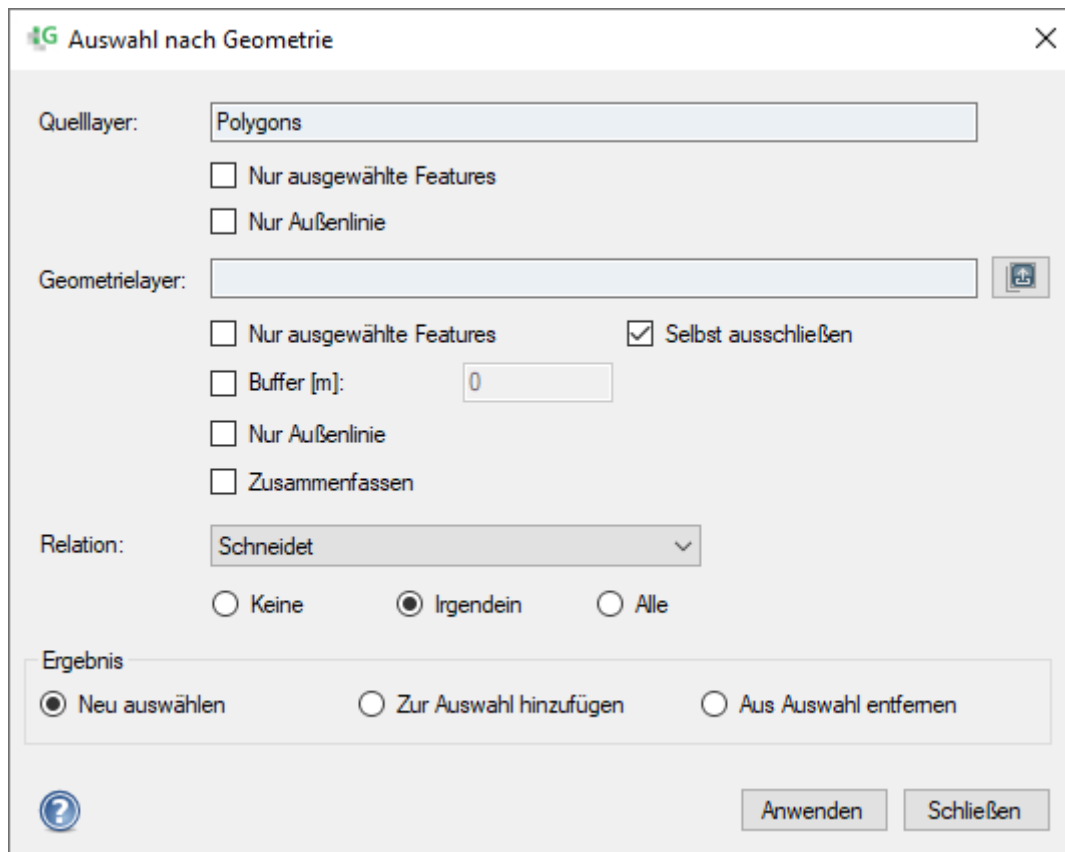 Auswahl nach Geometrie
Quelllayer: Polygons
Nur ausgewählte Features
Nur Außenlinie
Geometrielayer:
Nur ausgewählte Features Selbst ausschließen
Buffer [m]: 0
Nur Außenlinie
Zusammenfassen
Relation: Schneidet
Keine Irgendein Alle
Ergebnis
Neu auswählen Zur Auswahl hinzufügen Aus Auswahl entfernen
? Anwenden Schließen